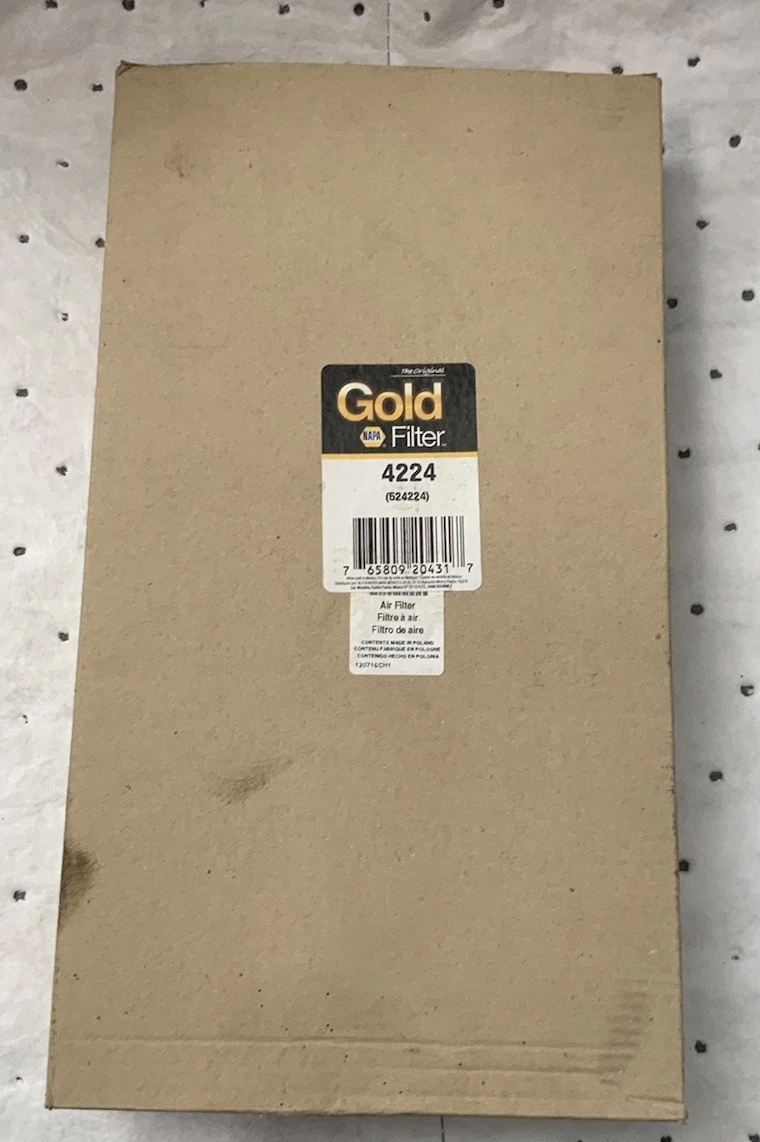 The Original
Gold
NAPA Filter
4224
(524224)
7 65809 20431 7
Air Filter
Filtre à air
Filtro de aire
CONTENTS MADE IN POLAND
CONTENU FABRIQUÉ EN POLOGNE
CONTENIDO HECHO EN POLONIA
120716CH1